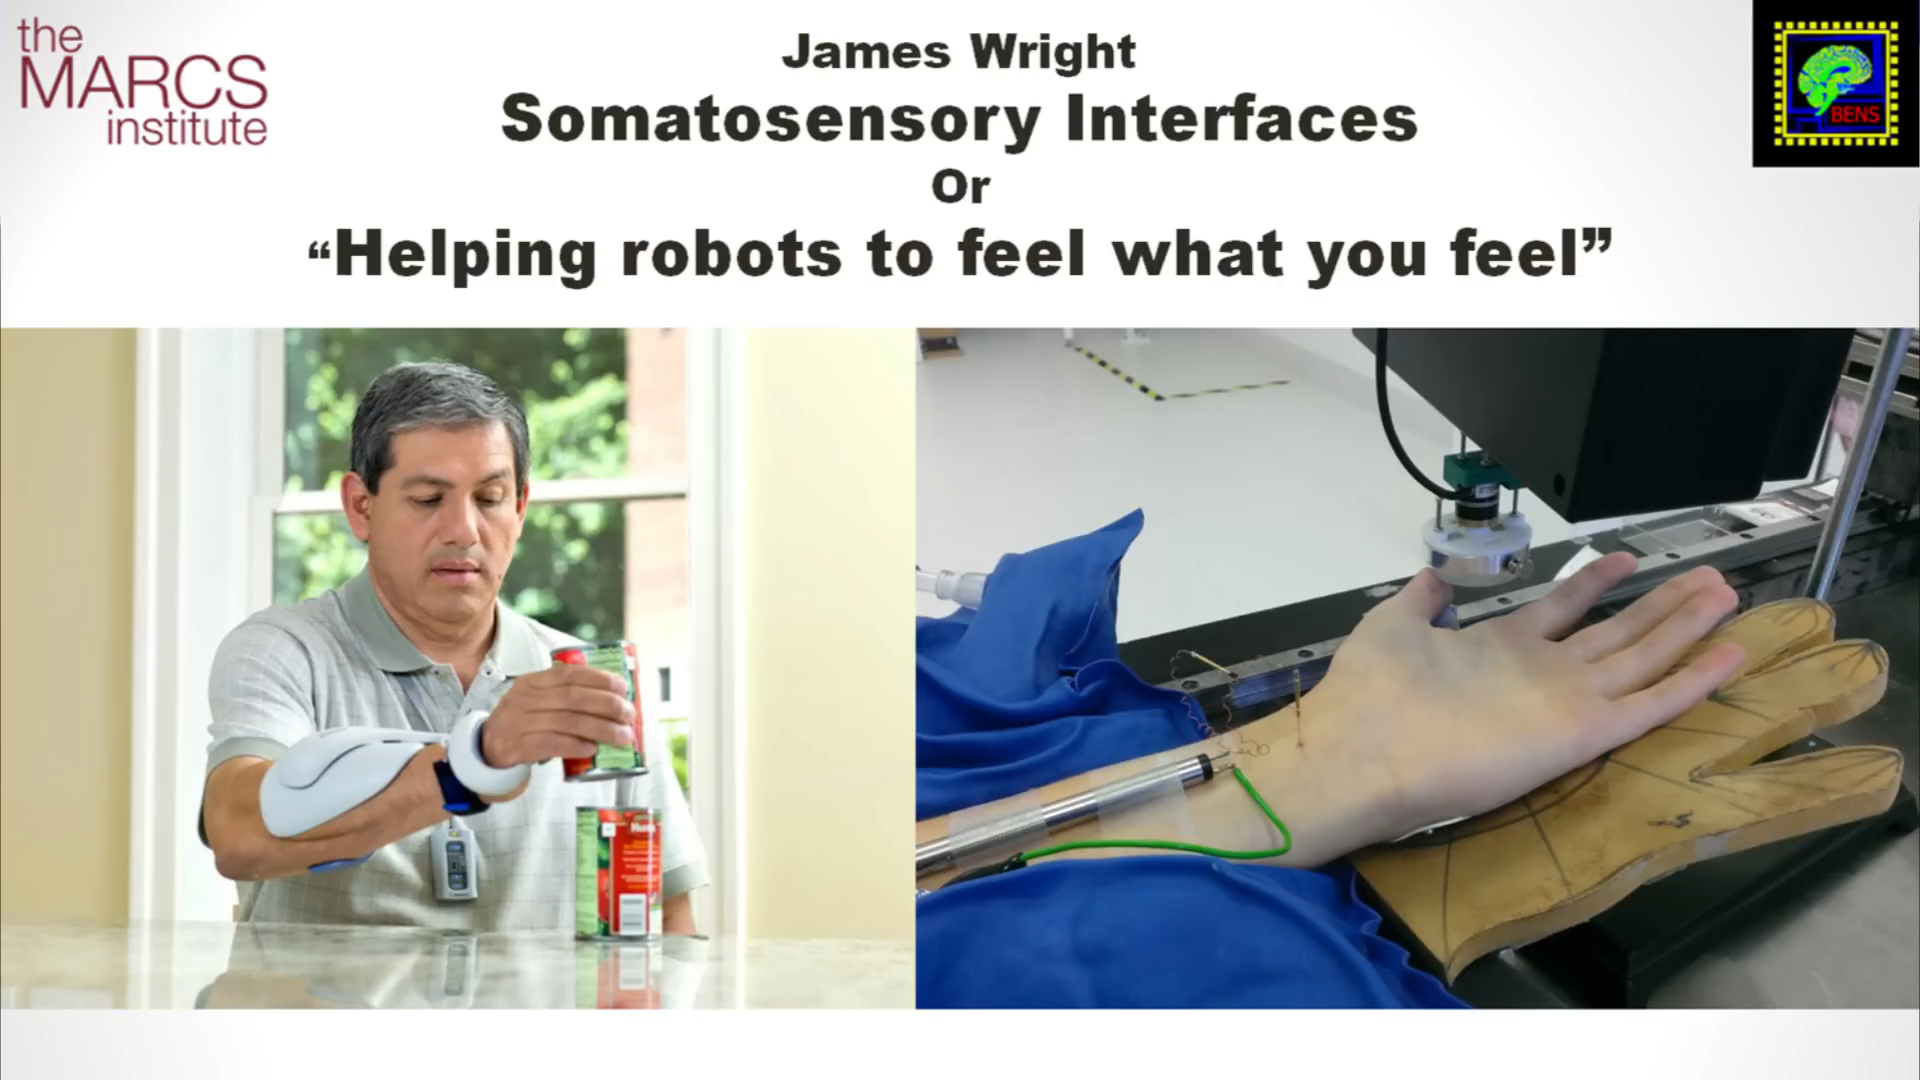 the
MARCS
institute
James Wright
Somatosensory Interfaces
Or
“Helping robots to feel what you feel”
BENS